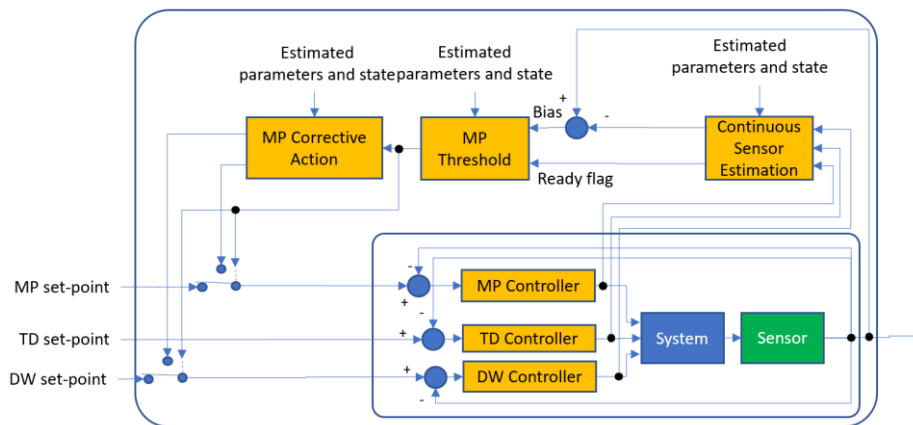 Estimated
parameters and state
Estimated
parameters and state
Estimated
parameters and state
+
Bias
-
MP Corrective
Action
MP
Threshold
Continuous
Sensor
Estimation
Ready flag
-
MP set-point
MP Controller
+
-
TD set-point
+
TD Controller
System
Sensor
DW set-point
+
DW Controller
-